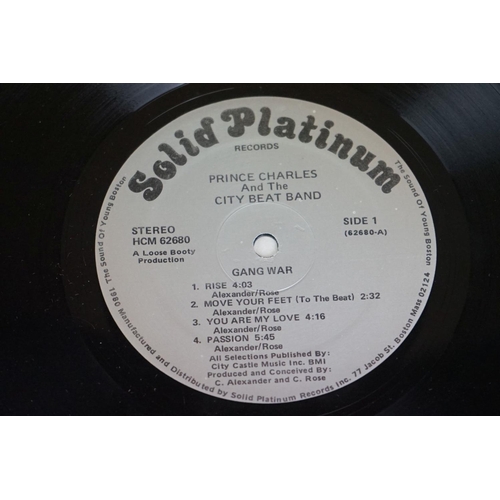 Solid Platinum
RECORDS
PRINCE CHARLES
And The
CITY BEAT BAND
STEREO
HCM 62680
A Loose Booty
Production
SIDE 1
(62680-A)
GANG WAR
1. RISE 4:03
Alexander/Rose
2. MOVE YOUR FEET (To The Beat) 2:32
Alexander/Rose
3. YOU ARE MY LOVE 4:16
Alexander/Rose
4. PASSION 5:45
Alexander/Rose
All Selections Published By:
City Castle Music Inc. BMI
Produced and Conceived By:
C. Alexander and C. Rose
The Sound Of Young Boston
1980 Manufactured and Distributed by Solid Platinum Records Inc. 77 Jacob St. Boston Mass 02124
The Sound Of Young Boston